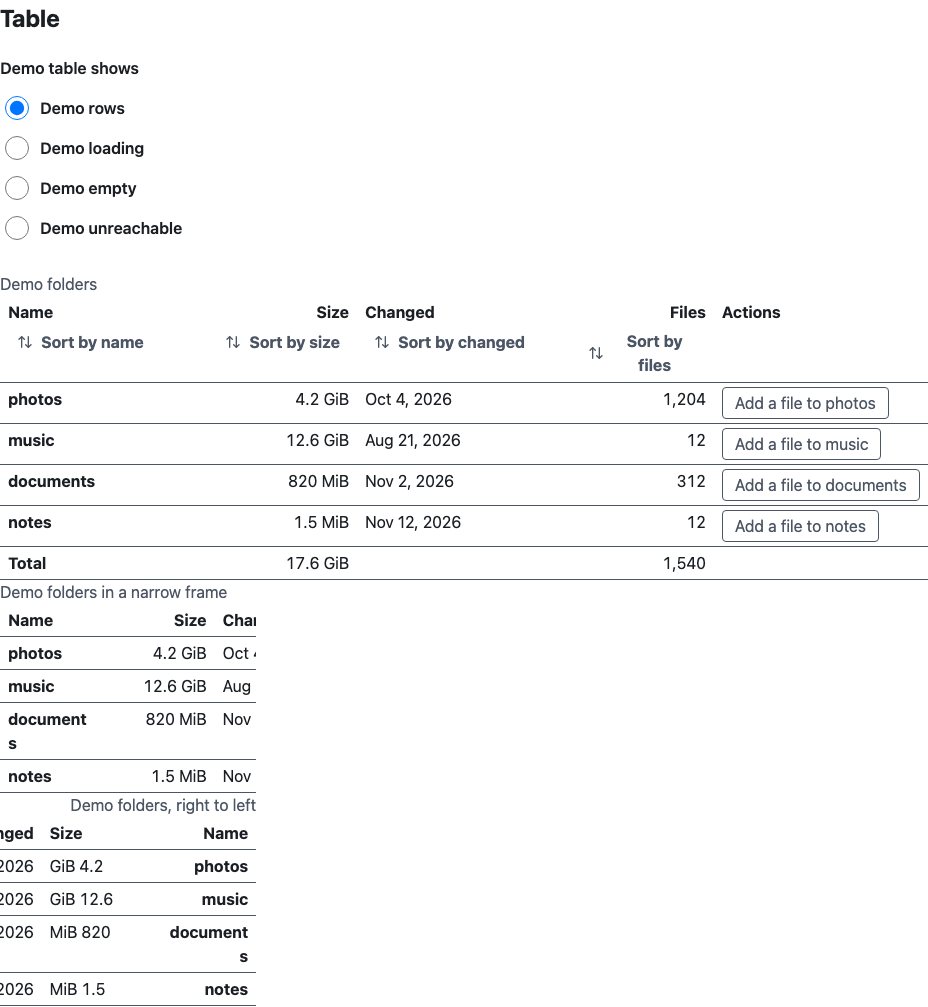 Table
Demo table shows
Demo rows
Demo loading
Demo empty
Demo unreachable
Demo folders
Name Size Changed Files Actions
Sort by name Sort by size Sort by changed Sort by
files
photos 4.2 GiB Oct 4, 2026 1,204 Add a file to photos
music 12.6 GiB Aug 21, 2026 12 Add a file to music
documents 820 MiB Nov 2, 2026 312 Add a file to documents
notes 1.5 MiB Nov 12, 2026 12 Add a file to notes
Total 17.6 GiB 1,540
Demo folders in a narrow frame
Name Size Chan
photos 4.2 GiB Oct
music 12.6 GiB Aug
document 820 MiB Nov
s
notes 1.5 MiB Nov
Demo folders, right to left
nged Size Name
2026 GiB 4.2 photos
2026 GiB 12.6 music
2026 MiB 820 document
s
2026 MiB 1.5 notes